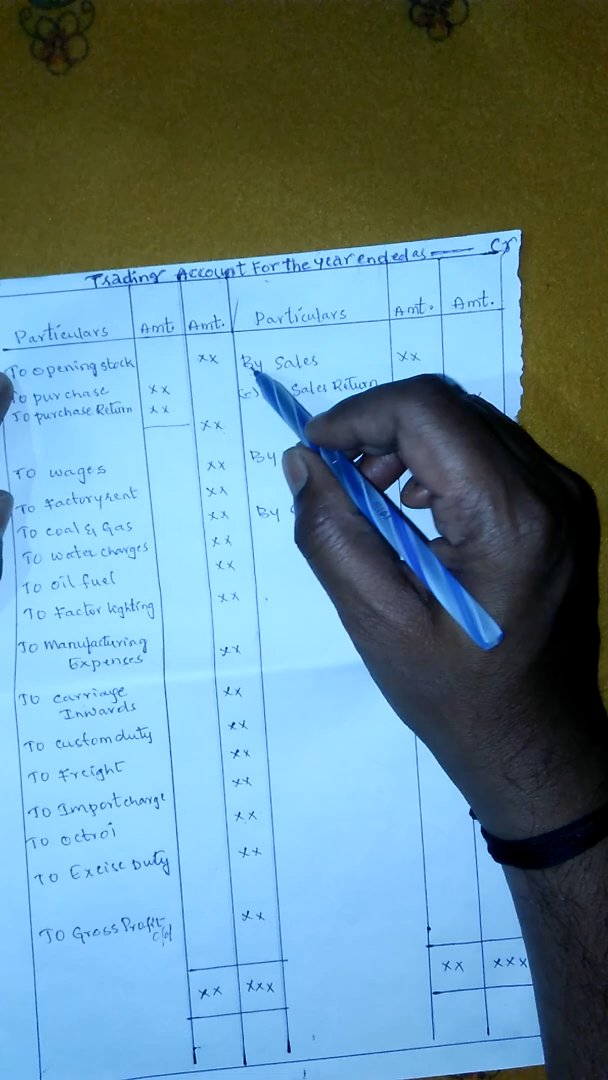 Trading Account For the year ended as —— Cr
Particulars Amt. Amt. Particulars Amt. Amt.
To opening stock xx By Sales xx
To purchase xx (-) Sales Return
To purchase Return xx
xx
To wages xx By
To Factory rent xx
To coal & Gas xx By
To water charges xx
To oil fuel xx
To Factor lighting xx
To Manufacturing
Expenses xx
To carriage
Inwards xx
To custom duty xx
To Freight xx
To Import charge xx
To octroi xx
To Excise Duty xx
To Gross Profit c/d xx
xx xxx xx xxx